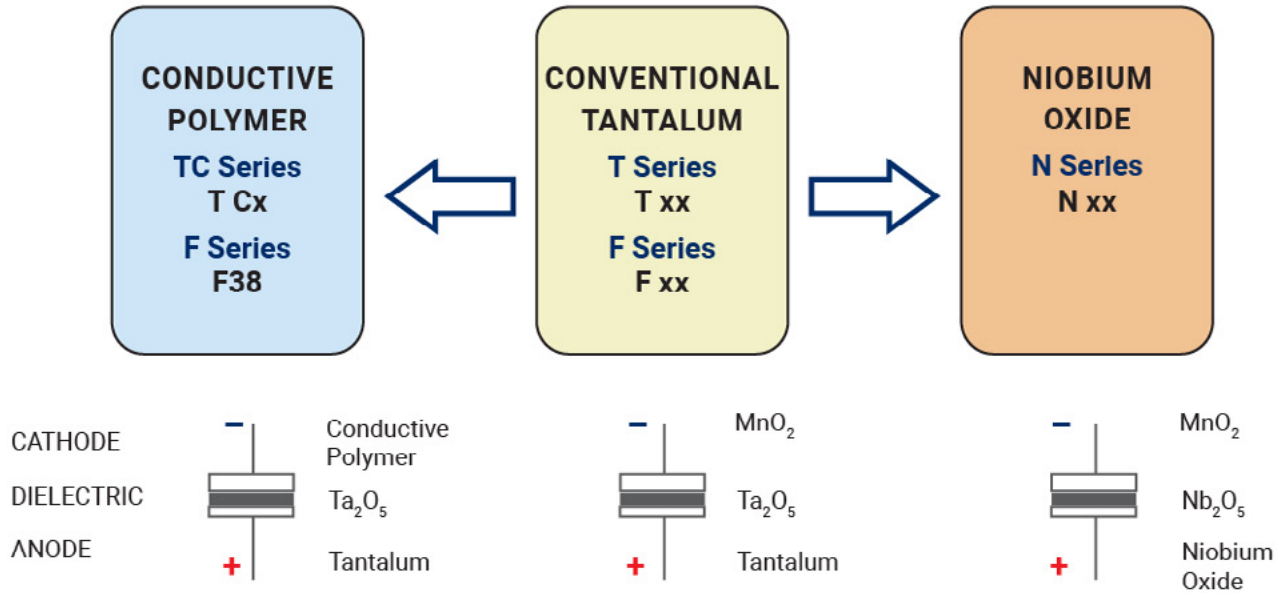 CONDUCTIVE
POLYMER
TC Series
T Cx
F Series
F38
CONVENTIONAL
TANTALUM
T Series
T xx
F Series
F xx
NIOBIUM
OXIDE
N Series
N xx
CATHODE
DIELECTRIC
ANODE
−
Conductive
Polymer
Ta₂O₅
+
Tantalum
−
MnO₂
Ta₂O₅
+
Tantalum
−
MnO₂
Nb₂O₅
+
Niobium
Oxide